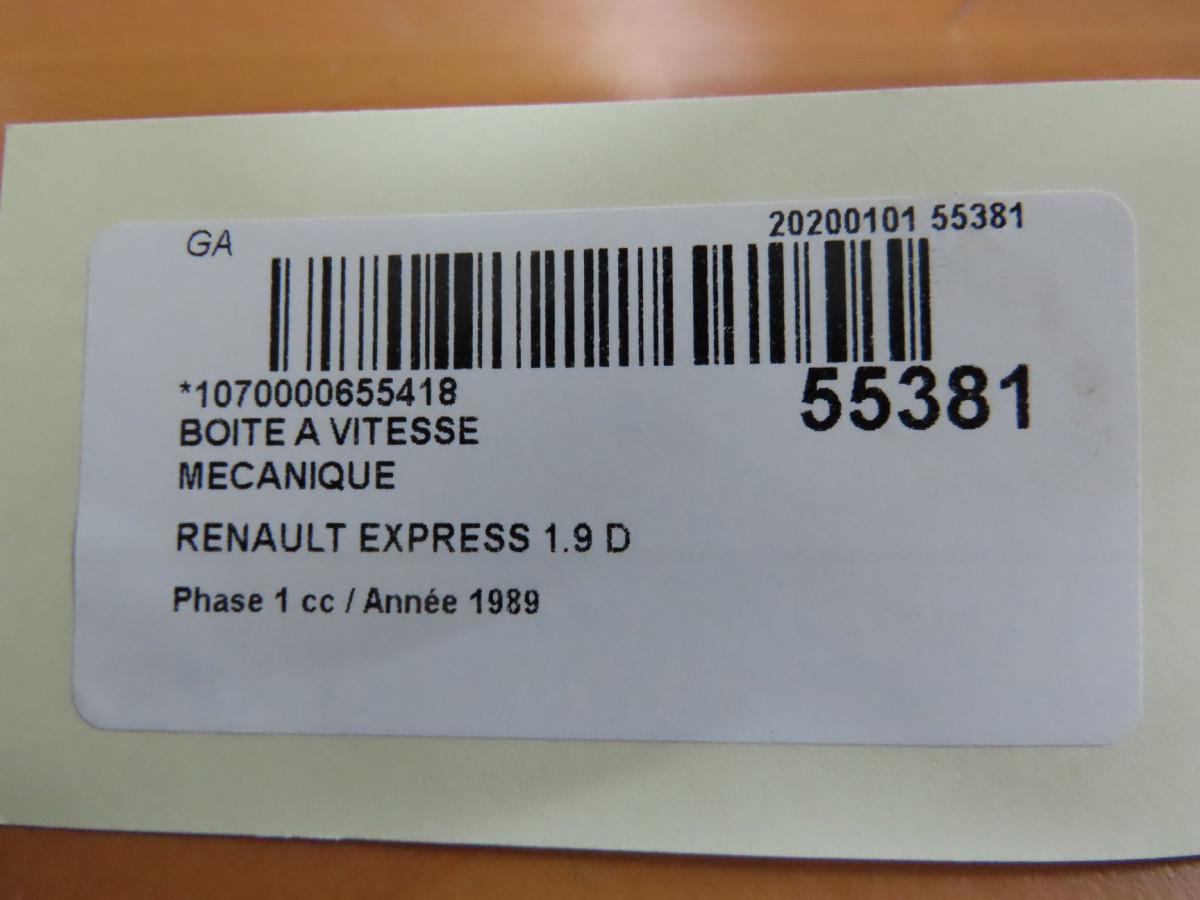 GA
20200101 55381
*1070000655418
55381
BOITE A VITESSE
MECANIQUE
RENAULT EXPRESS 1.9 D
Phase 1 cc / Année 1989